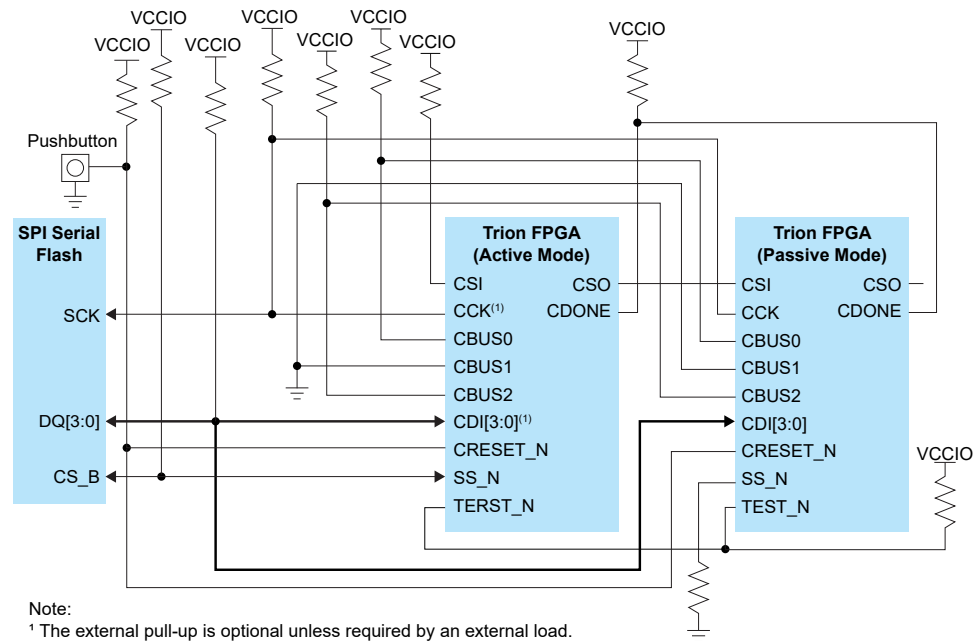 VCCIO
VCCIO
VCCIO
VCCIO
VCCIO
VCCIO
VCCIO
VCCIO
Pushbutton
SPI Serial
Flash
SCK
DQ[3:0]
CS_B
Trion FPGA
(Active Mode)
CSI
CSO
CCK(1)
CDONE
CBUS0
CBUS1
CBUS2
CDI[3:0](1)
CRESET_N
SS_N
TERST_N
Trion FPGA
(Passive Mode)
CSI
CSO
CCK
CDONE
CBUS0
CBUS1
CBUS2
CDI[3:0]
CRESET_N
SS_N
TEST_N
VCCIO
Note:
¹ The external pull-up is optional unless required by an external load.